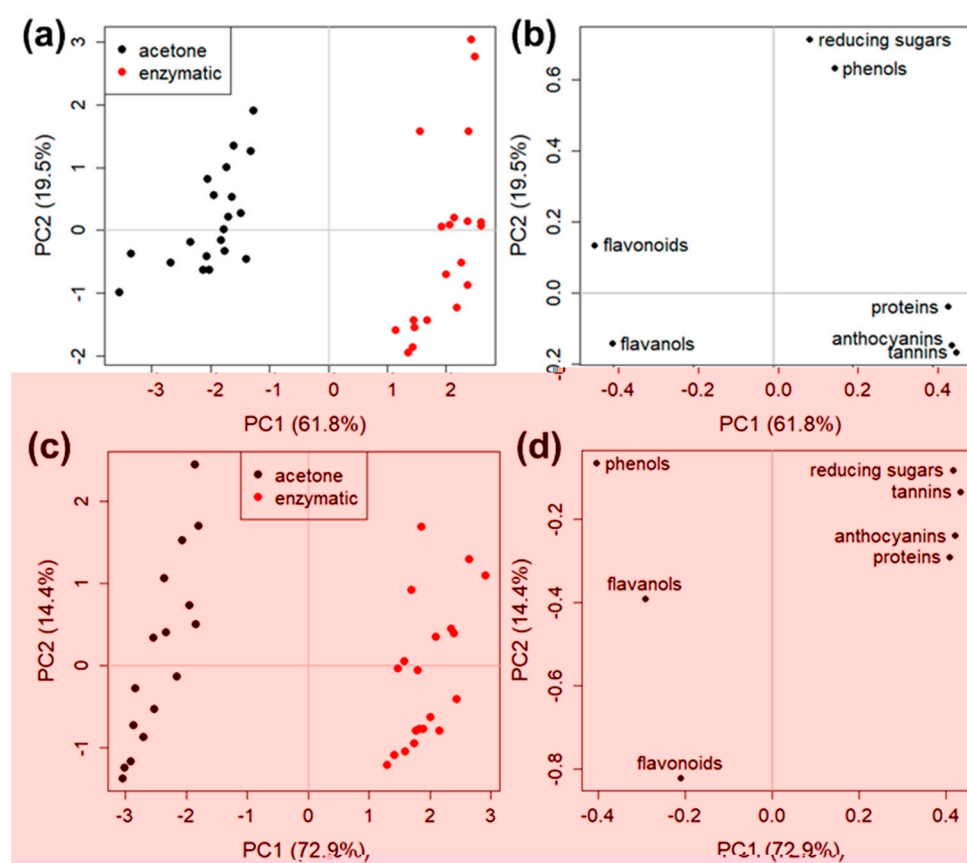 (a)
acetone
enzymatic
PC2 (19.5%)
3
2
1
0
-1
-2
-3
-2
-1
0
1
2
PC1 (61.8%)
(b)
reducing sugars
phenols
flavonoids
proteins
anthocyanins
flavanols
tannins
PC2 (19.5%)
0.6
0.4
0.2
0.0
-0.2
-0.4
-0.2
0.0
0.2
0.4
PC1 (61.8%)
(c)
acetone
enzymatic
PC2 (14.4%)
2
1
0
-1
-3
-2
-1
0
1
2
3
PC1 (72.9%)
(d)
phenols
reducing sugars
tannins
anthocyanins
proteins
flavanols
flavonoids
PC2 (14.4%)
-0.2
-0.4
-0.6
-0.8
-0.4
-0.2
0.0
0.2
0.4
PC1 (72.9%)